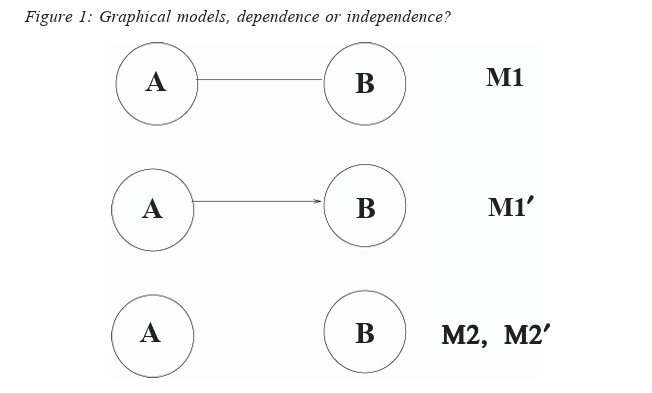 Figure 1: Graphical models, dependence or independence?
A B M1
A B M1′
A B M2, M2′